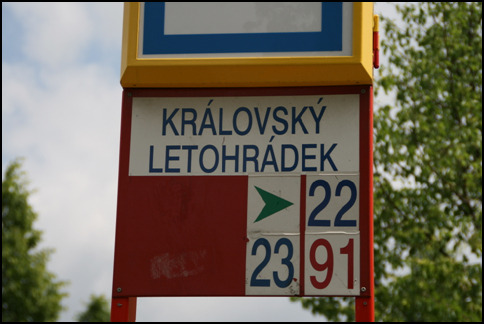 KRÁLOVSKÝ
LETOHRÁDEK
22
23 91